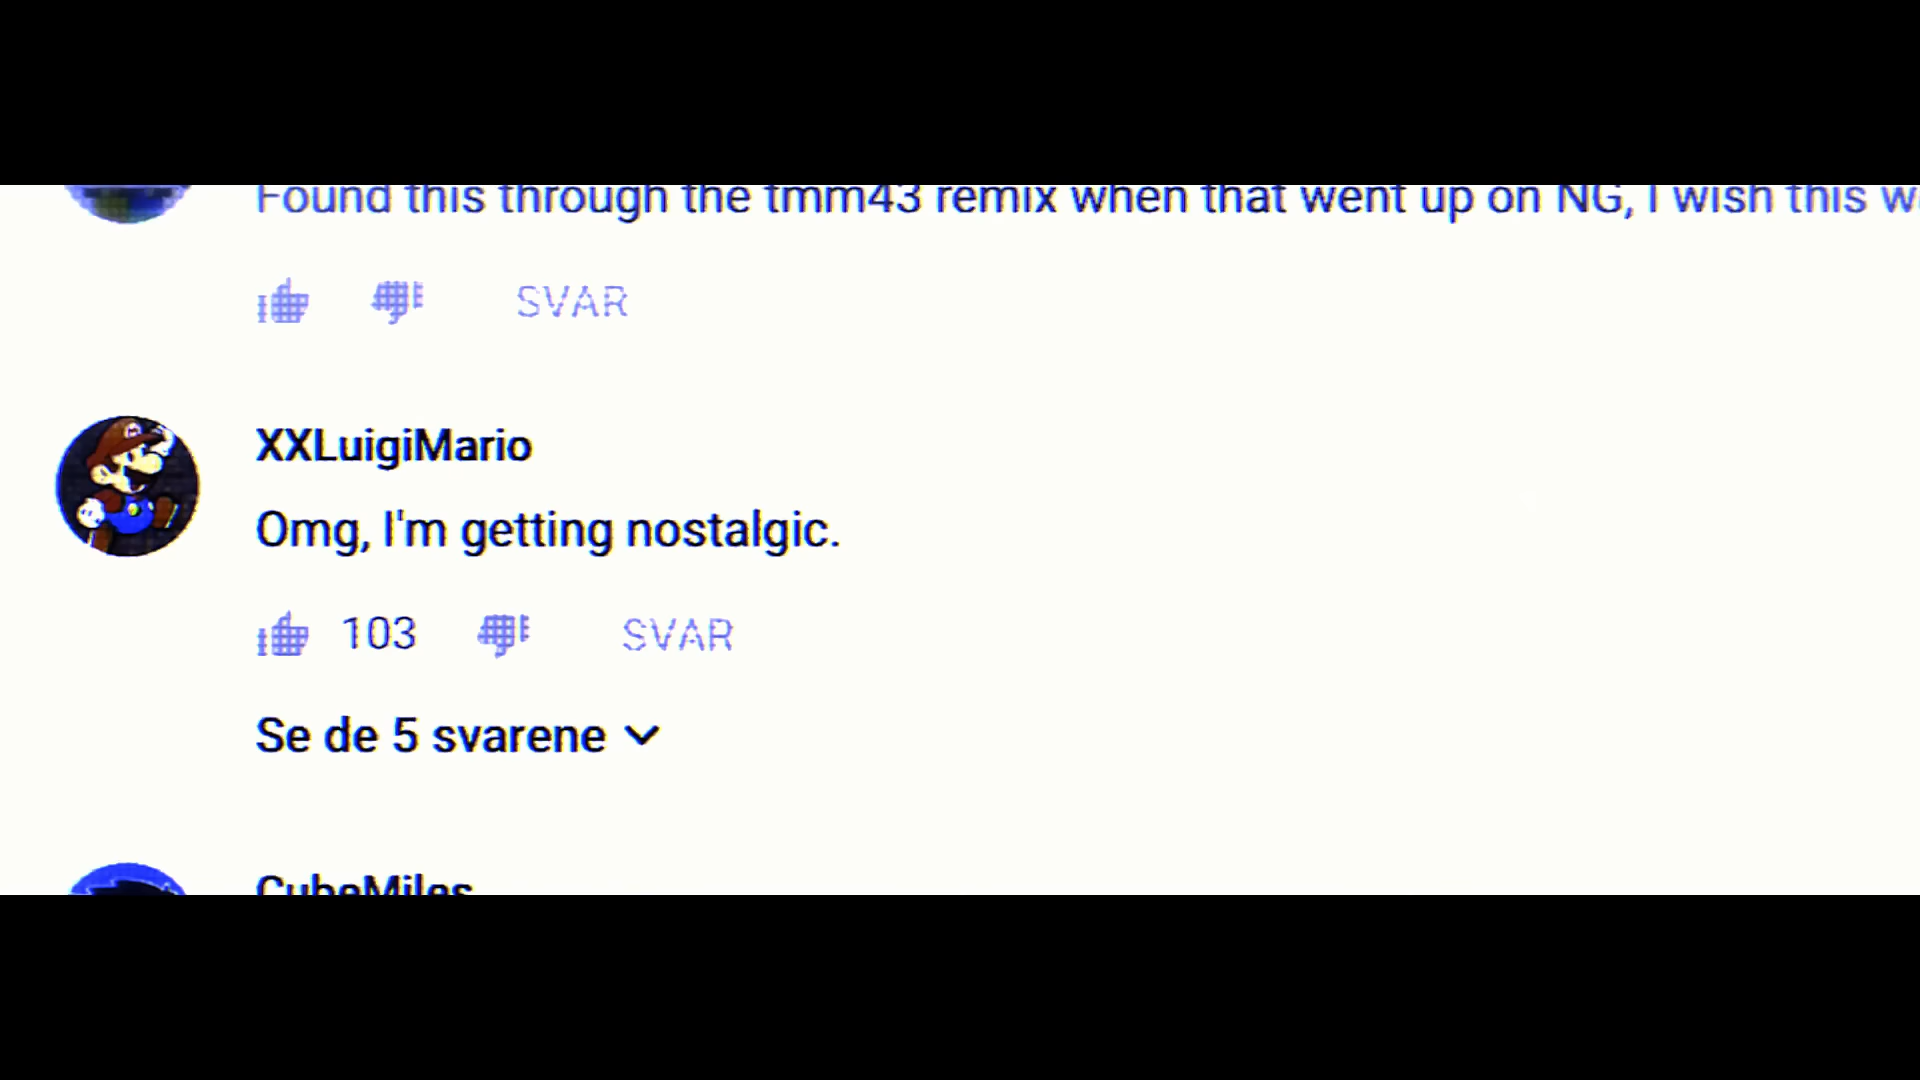 Found this through the tmm43 remix when that went up on NG, I wish this
SVAR
XXLuigiMario
Omg, I'm getting nostalgic.
103 SVAR
Se de 5 svarene
CubeMiles